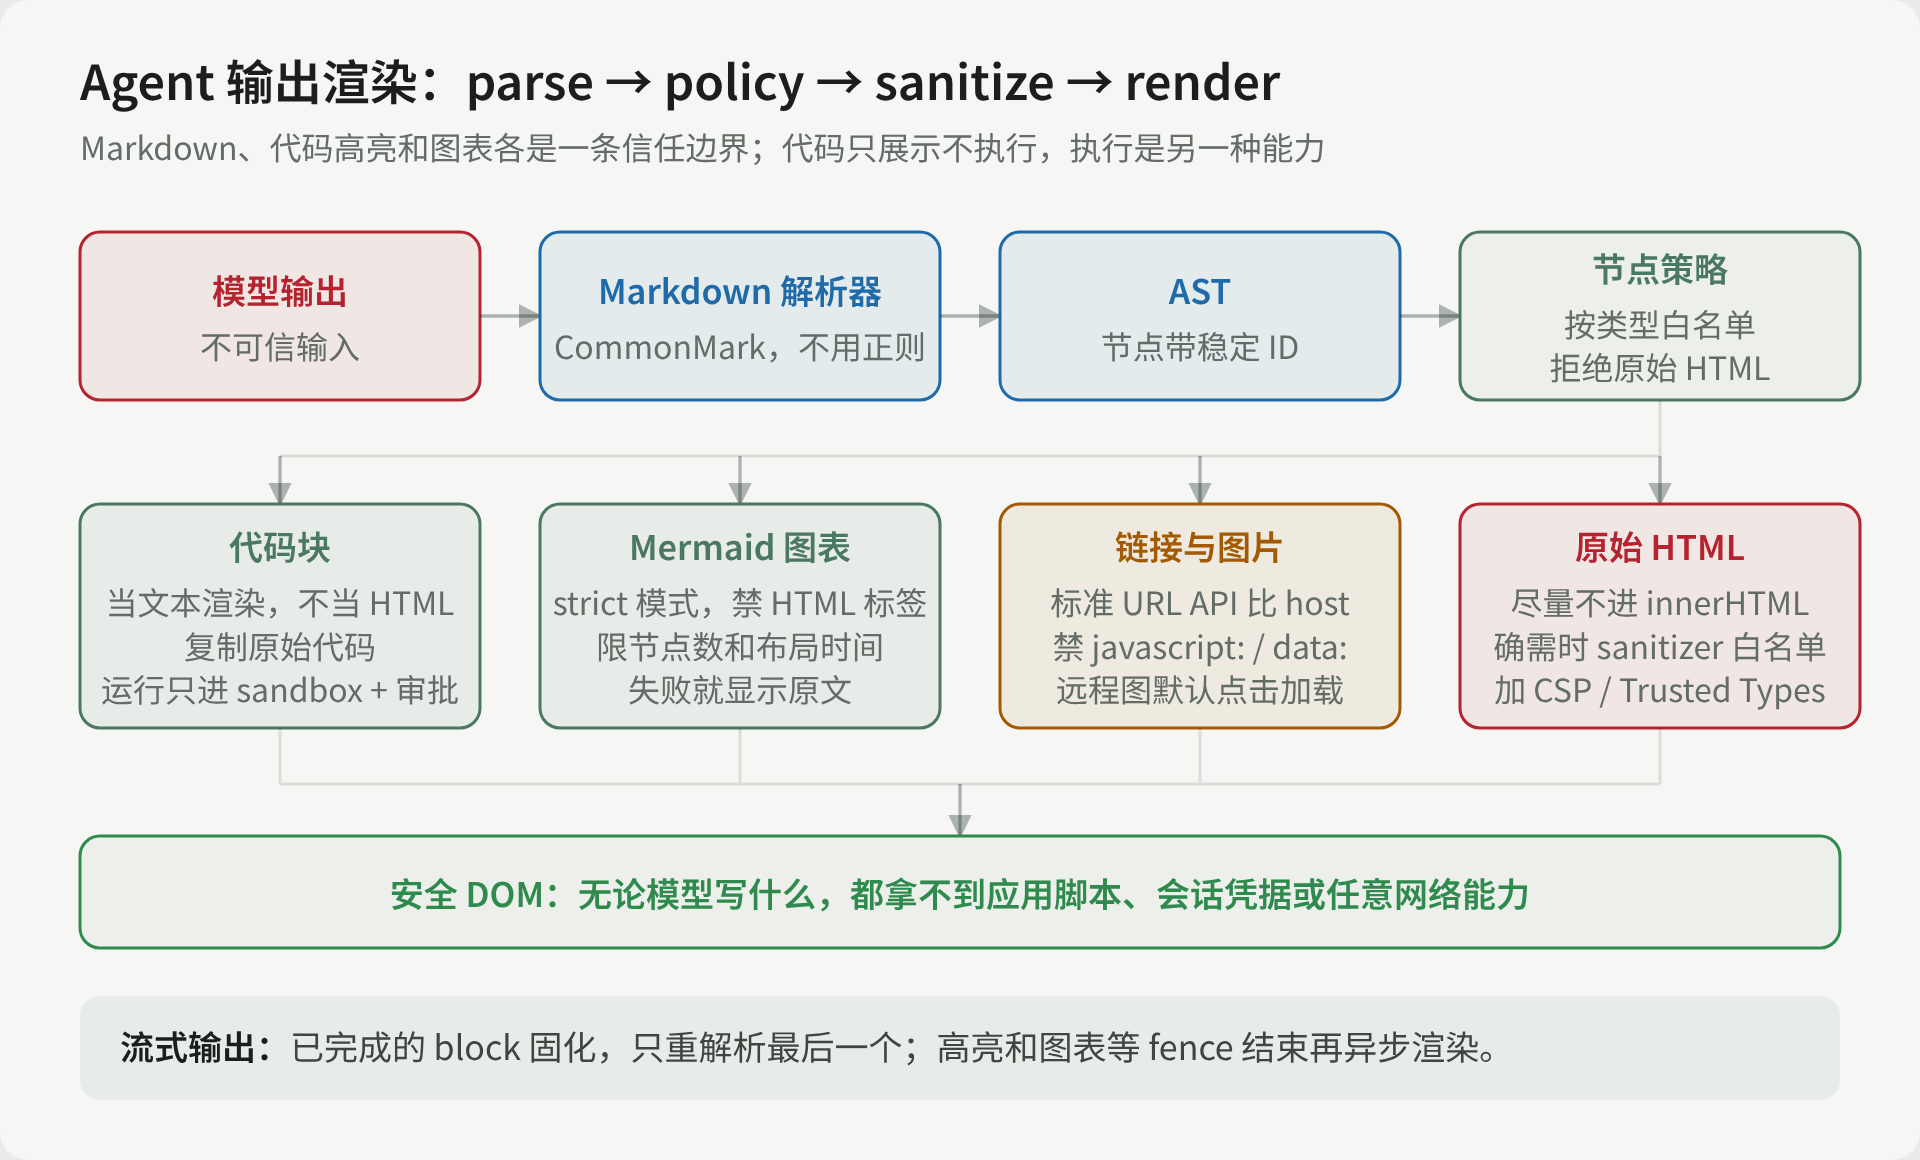 Agent 输出渲染：parse → policy → sanitize → render
Markdown、代码高亮和图表各是一条信任边界；代码只展示不执行，执行是另一种能力
模型输出
不可信输入
Markdown 解析器
CommonMark，不用正则
AST
节点带稳定 ID
节点策略
按类型白名单
拒绝原始 HTML
代码块
当文本渲染，不当 HTML
复制原始代码
运行只进 sandbox + 审批
Mermaid 图表
strict 模式，禁 HTML 标签
限节点数和布局时间
失败就显示原文
链接与图片
标准 URL API 比 host
禁 javascript: / data:
远程图默认点击加载
原始 HTML
尽量不进 innerHTML
确需时 sanitizer 白名单
加 CSP / Trusted Types
安全 DOM：无论模型写什么，都拿不到应用脚本、会话凭据或任意网络能力
流式输出：已完成的 block 固化，只重解析最后一个；高亮和图表等 fence 结束再异步渲染。